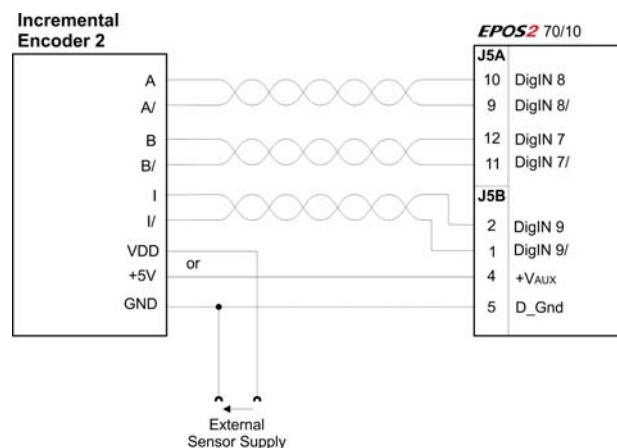 Incremental
Encoder 2
EPOS2 70/10
J5A
A 10 DigIN 8
A/ 9 DigIN 8/
B 12 DigIN 7
B/ 11 DigIN 7/
J5B
I 2 DigIN 9
I/ 1 DigIN 9/
VDD
or
+5V 4 +VAUX
GND 5 D_Gnd
External
Sensor Supply